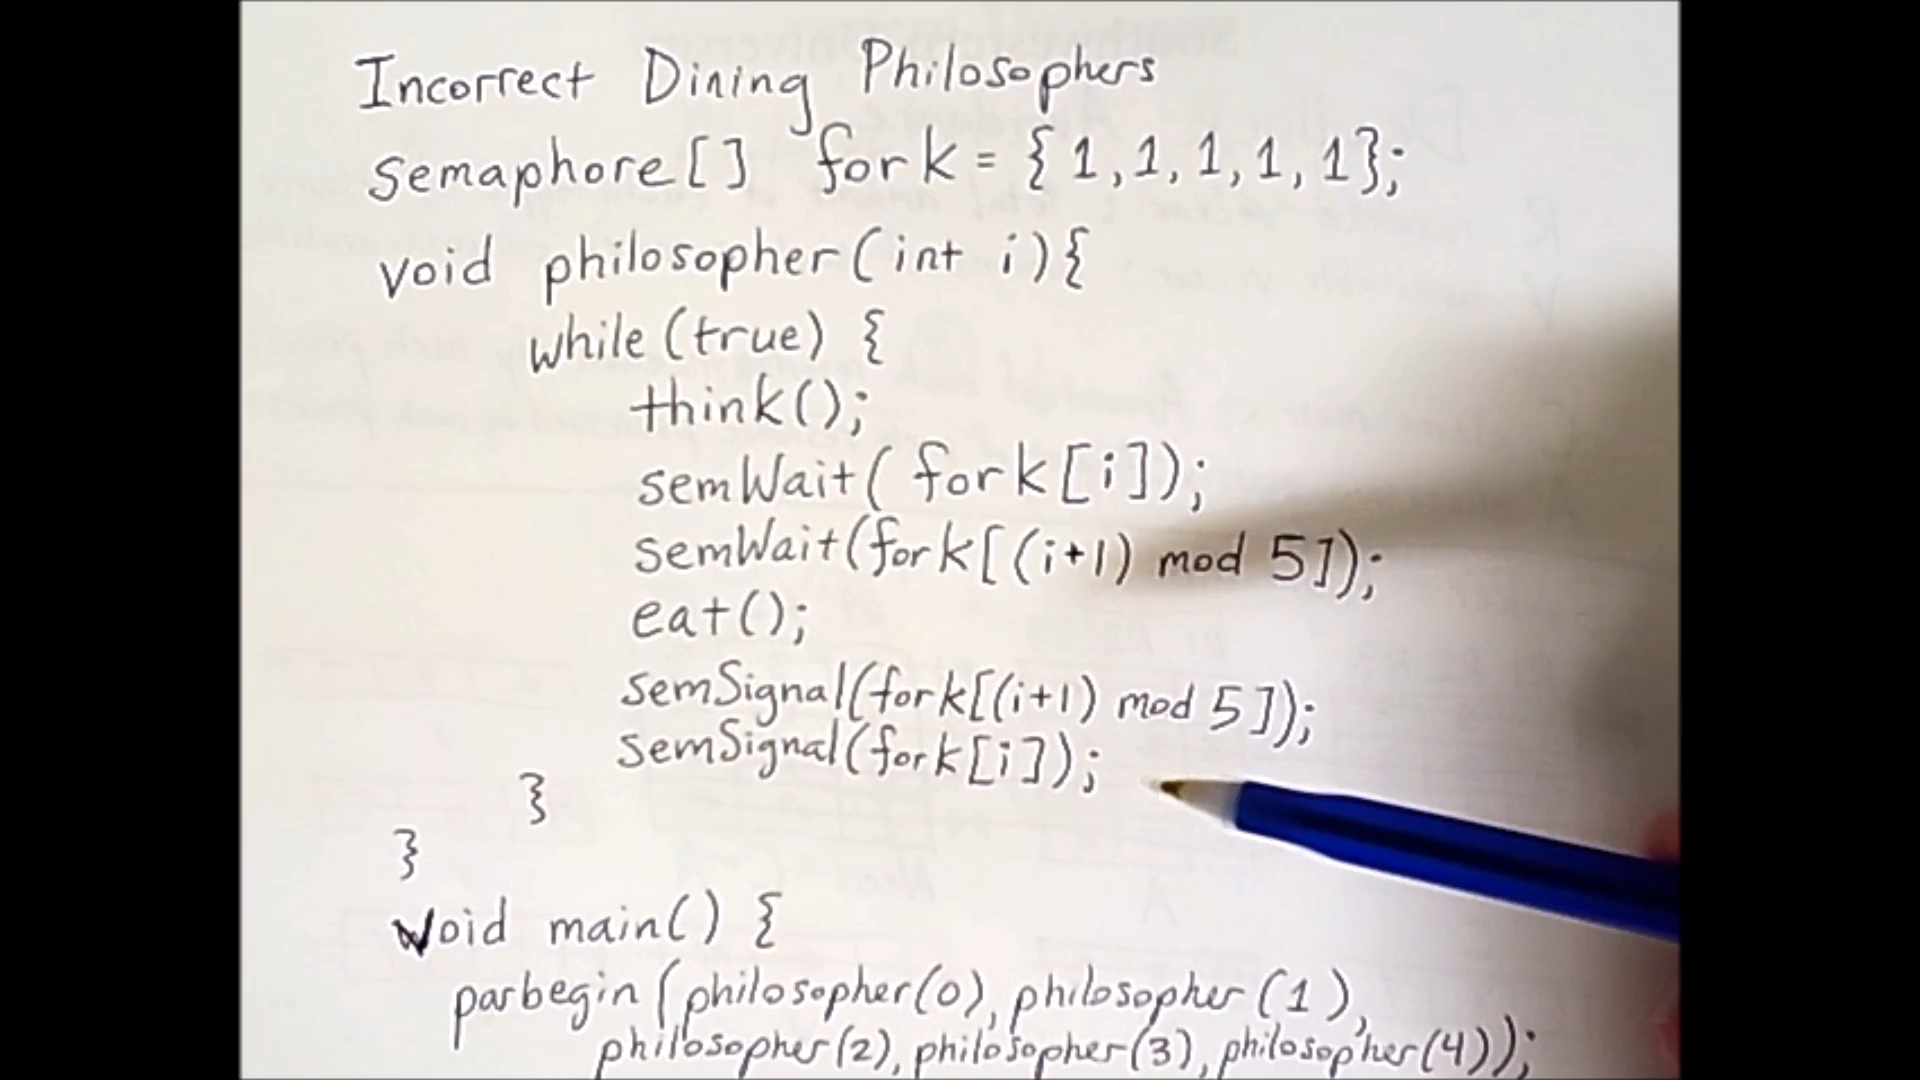 Incorrect Dining Philosophers
semaphore[] fork = {1,1,1,1,1};
void philosopher(int i){
while(true) {
think();
semWait(fork[i]);
semWait(fork[(i+1) mod 5]);
eat();
semSignal(fork[(i+1) mod 5]);
semSignal(fork[i]);
}
}
void main() {
parbegin(philosopher(0), philosopher(1),
philosopher(2), philosopher(3), philosopher(4));